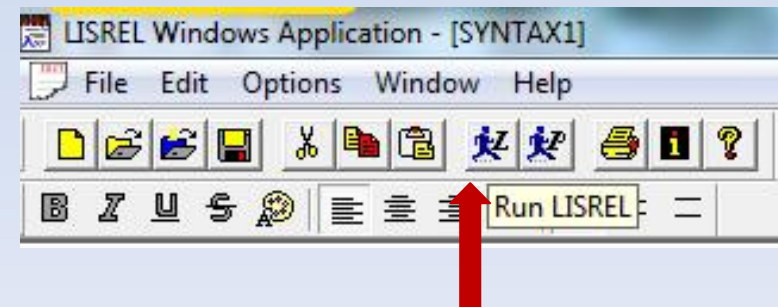 LISREL Windows Application - [SYNTAX1]
File Edit Options Window Help
L P i ?
B I U S A Run LISREL